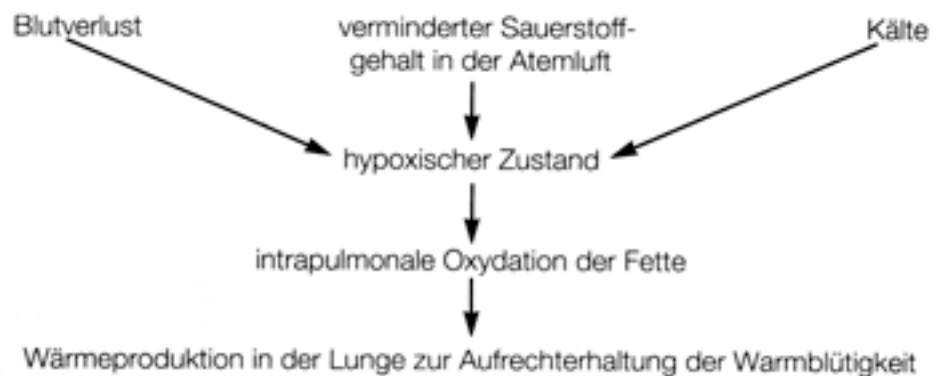 Blutverlust
verminderter Sauerstoff-
gehalt in der Atemluft
Kälte
hypoxischer Zustand
intrapulmonale Oxydation der Fette
Wärmeproduktion in der Lunge zur Aufrechterhaltung der Warmblütigkeit